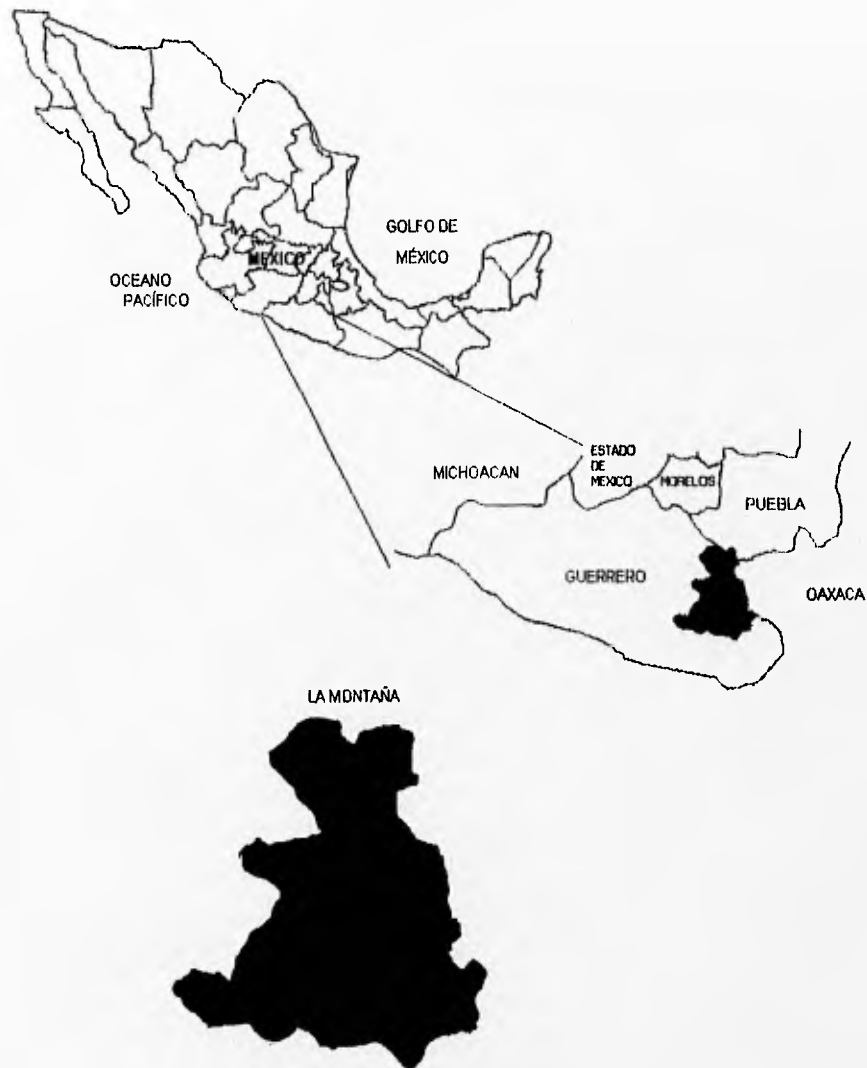 GOLFO DE
MÉXICO
MEXICO
OCEANO
PACÍFICO
ESTADO
DE
MEXICO
MICHOACAN
MORELOS
PUEBLA
GUERRERO
OAXACA
LA MONTAÑA